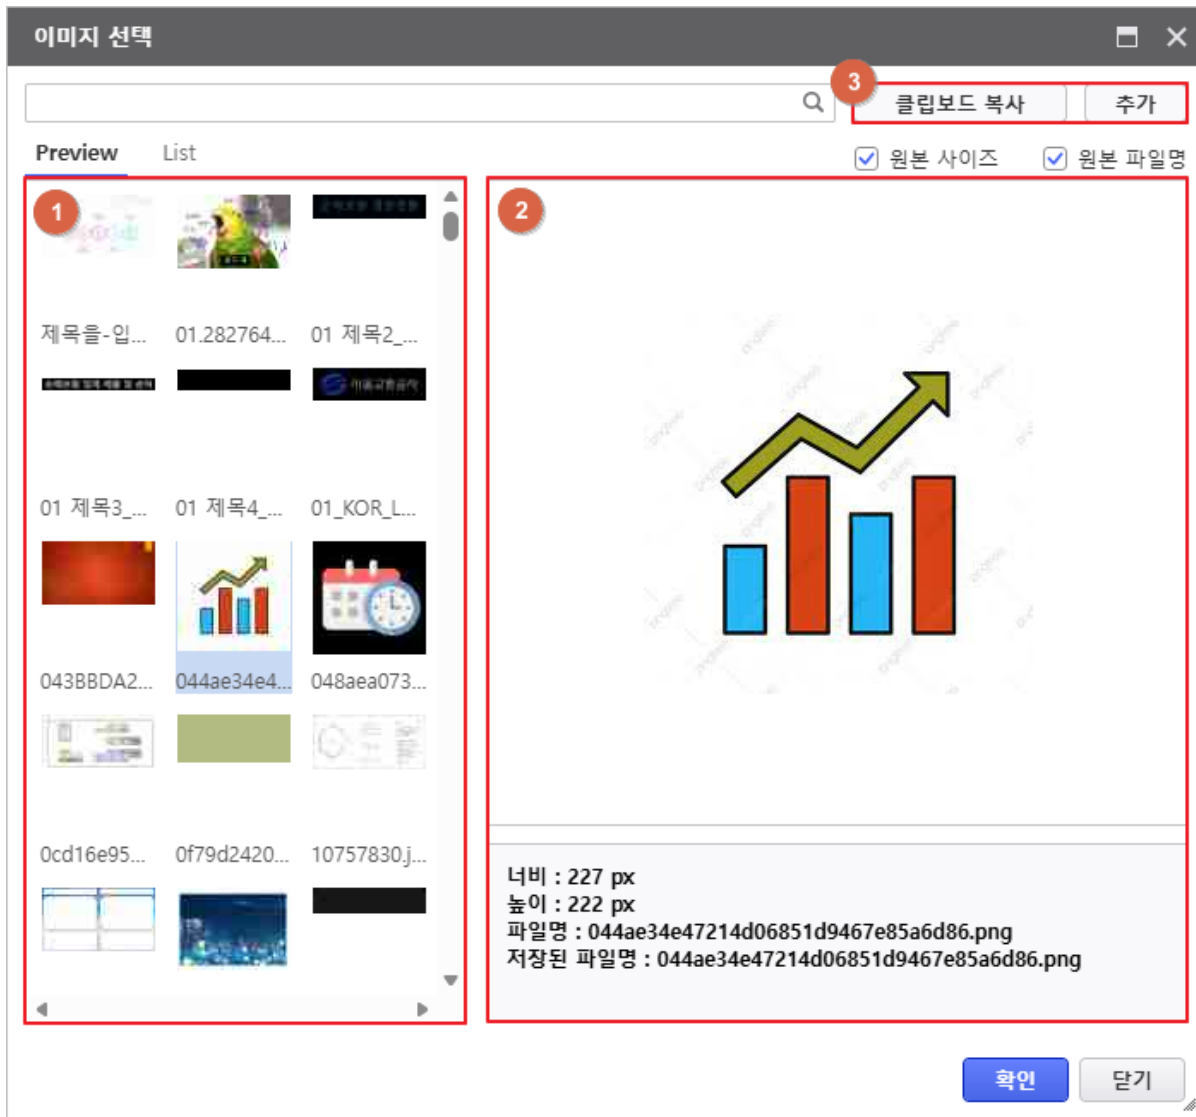 이미지 선택
3
클립보드 복사
추가
Preview
List
원본 사이즈
원본 파일명
1
2
제목을-입...
01.282764...
01 제목2_...
01 제목3_...
01 제목4_...
01_KOR_L...
043BBDA2...
044ae34e4...
048aea073...
0cd16e95...
0f79d2420...
10757830.j...
너비 : 227 px
높이 : 222 px
파일명 : 044ae34e47214d06851d9467e85a6d86.png
저장된 파일명 : 044ae34e47214d06851d9467e85a6d86.png
확인
닫기